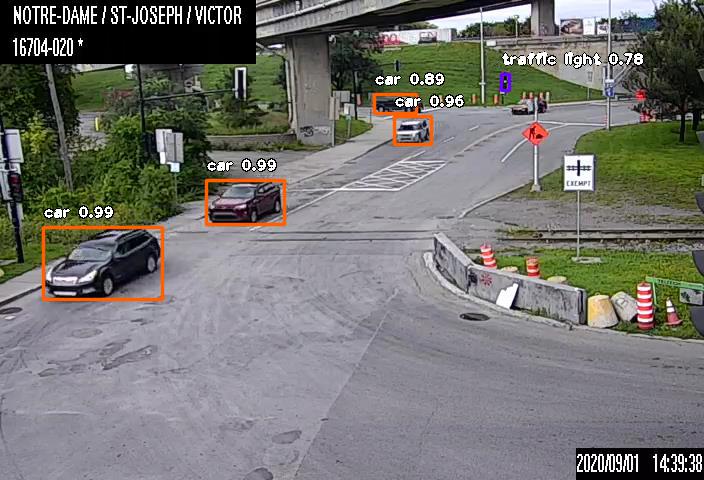 NOTRE-DAME / ST-JOSEPH / VICTOR
16704-020 *
traffic light 0.78
car 0.89
car 0.96
car 0.99
EXEMPT
car 0.99
2020/09/01 14:39:38